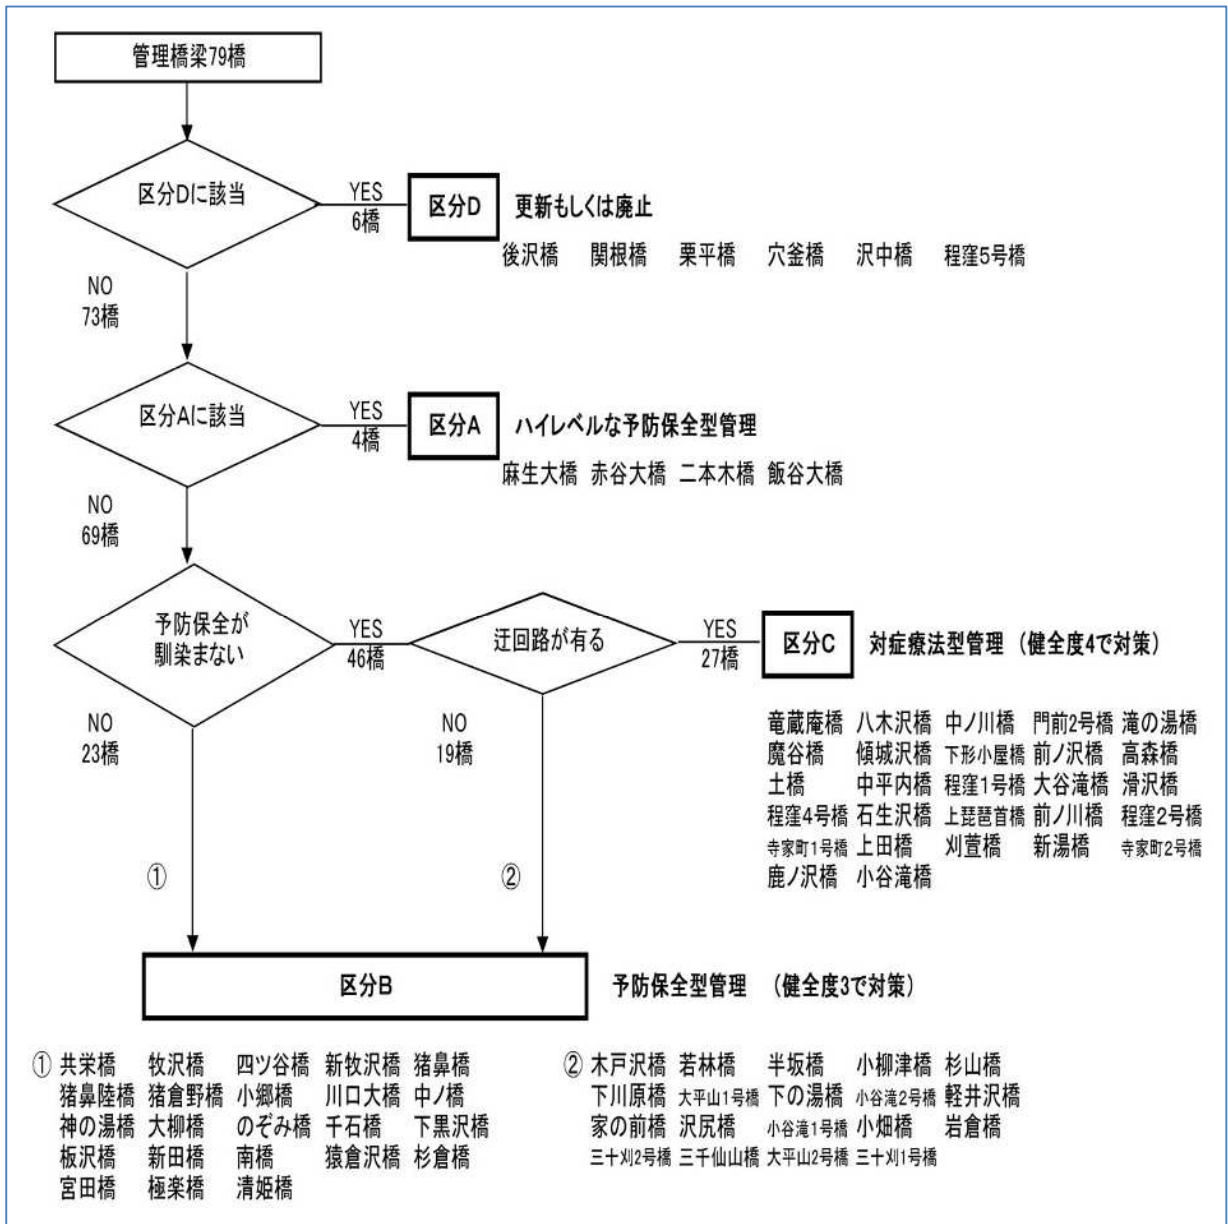 管理橋梁79橋
区分Dに該当
YES
6橋
区分D
更新もしくは廃止
後沢橋 関根橋 栗平橋 穴釜橋 沢中橋 程窪5号橋
NO
73橋
区分Aに該当
YES
4橋
区分A
ハイレベルな予防保全型管理
麻生大橋 赤谷大橋 二本木橋 飯谷大橋
NO
69橋
予防保全が
馴染まない
YES
46橋
迂回路が有る
YES
27橋
区分C
対症療法型管理 (健全度4で対策)
竜蔵庵橋 八木沢橋 中ノ川橋 門前2号橋 滝の湯橋
魔谷橋 傾城沢橋 下形小屋橋 前ノ沢橋 高森橋
土橋 中平内橋 程窪1号橋 大谷滝橋 滑沢橋
程窪4号橋 石生沢橋 上琵琶首橋 前ノ川橋 程窪2号橋
寺家町1号橋 上田橋 刈萱橋 新湯橋 寺家町2号橋
鹿ノ沢橋 小谷滝橋
NO
23橋
NO
19橋
①
②
区分B
予防保全型管理 (健全度3で対策)
① 共栄橋 牧沢橋 四ツ谷橋 新牧沢橋 猪鼻橋
猪鼻陸橋 猪倉野橋 小郷橋 川口大橋 中ノ橋
神の湯橋 大柳橋 のぞみ橋 千石橋 下黒沢橋
板沢橋 新田橋 南橋 猿倉沢橋 杉倉橋
宮田橋 極楽橋 清姫橋
② 木戸沢橋 若林橋 半坂橋 小柳津橋 杉山橋
下川原橋 大平山1号橋 下の湯橋 小谷滝2号橋 軽井沢橋
家の前橋 沢尻橋 小谷滝1号橋 小畑橋 岩倉橋
三十刈2号橋 三千仙山橋 大平山2号橋 三十刈1号橋